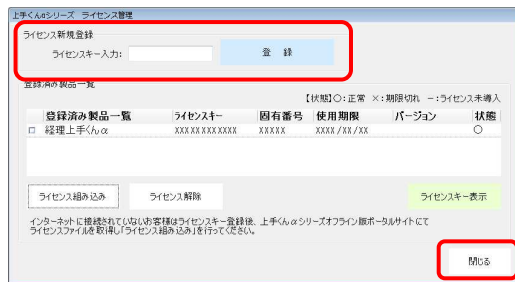 上手くんαシリーズ ライセンス管理
ライセンス新規登録
ライセンスキー入力:
登 録
登録済み製品一覧
【状態】○:正常 ×:期限切れ -:ライセンス未導入
登録済み製品一覧 ライセンスキー 固有番号 使用期限 バージョン 状態
経理上手くんα XXXXXXXXXXXX XXXXX XXXX/XX/XX ○
ライセンス組み込み ライセンス解除 ライセンスキー表示
インターネットに接続されていないお客様はライセンスキー登録後、上手くんαシリーズオフライン版ポータルサイトにて
ライセンスファイルを取得し「ライセンス組み込み」を行ってください。
閉じる